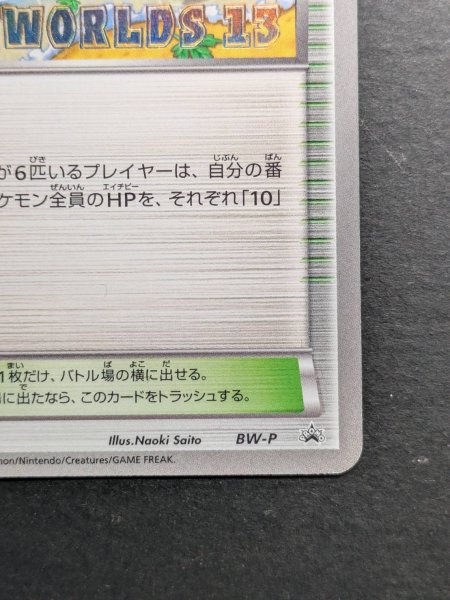 WORLDS 13
が6匹いるプレイヤーは、自分の番
ケモン全員のHPを、それぞれ「10」
1枚だけ、バトル場の横に出せる。
に出たなら、このカードをトラッシュする。
Illus.Naoki Saito BW-P
mon/Nintendo/Creatures/GAME FREAK.